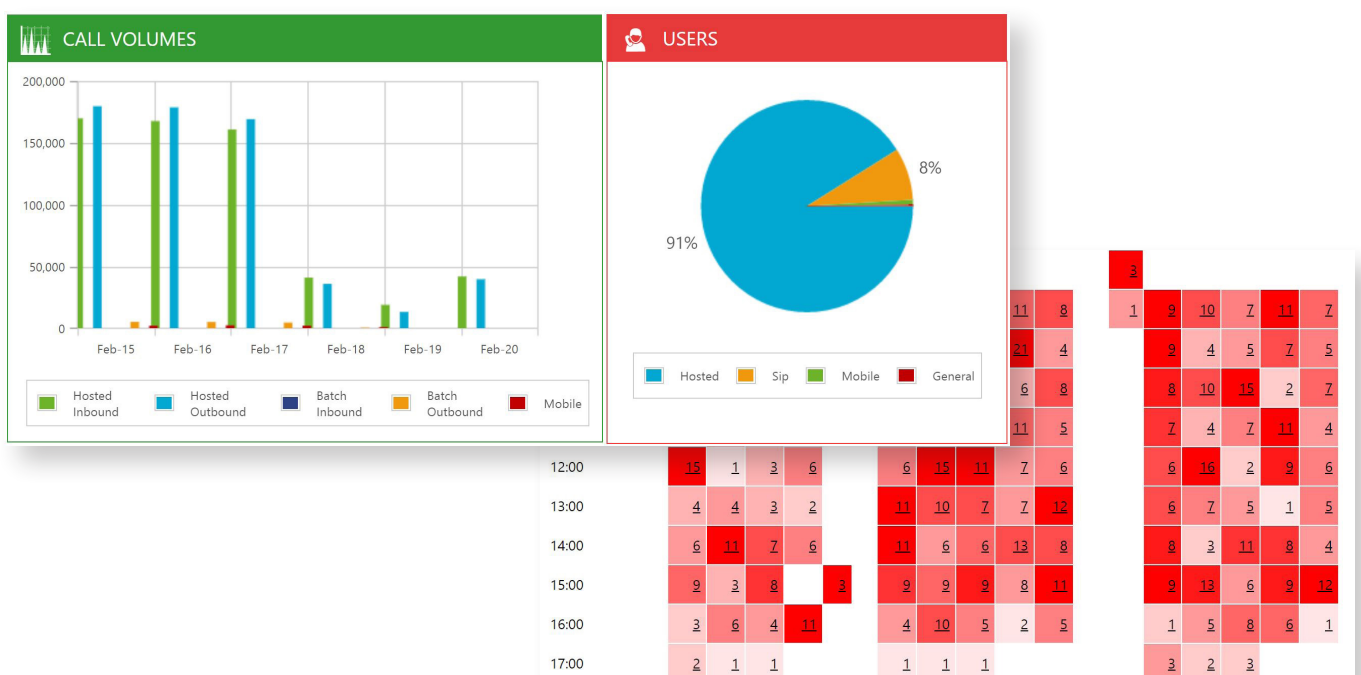 CALL VOLUMES
200,000
150,000
100,000
50,000
0
Feb-15 Feb-16 Feb-17 Feb-18 Feb-19 Feb-20
Hosted Inbound
Hosted Outbound
Batch Inbound
Batch Outbound
Mobile
USERS
8%
91%
Hosted Sip Mobile General
3
11 8 1 9 10 7 11 7
21 4 9 4 5 7 5
6 8 8 10 15 2 7
11 5 7 4 7 11 4
12:00 15 1 3 6 6 15 11 7 6 6 16 2 9 6
13:00 4 4 3 2 11 10 7 7 12 6 7 5 1 5
14:00 6 11 7 6 11 6 6 13 8 8 3 11 8 4
15:00 9 3 8 3 9 9 9 8 11 9 13 6 9 12
16:00 3 6 4 11 4 10 5 2 5 1 5 8 6 1
17:00 2 1 1 1 1 1 3 2 3